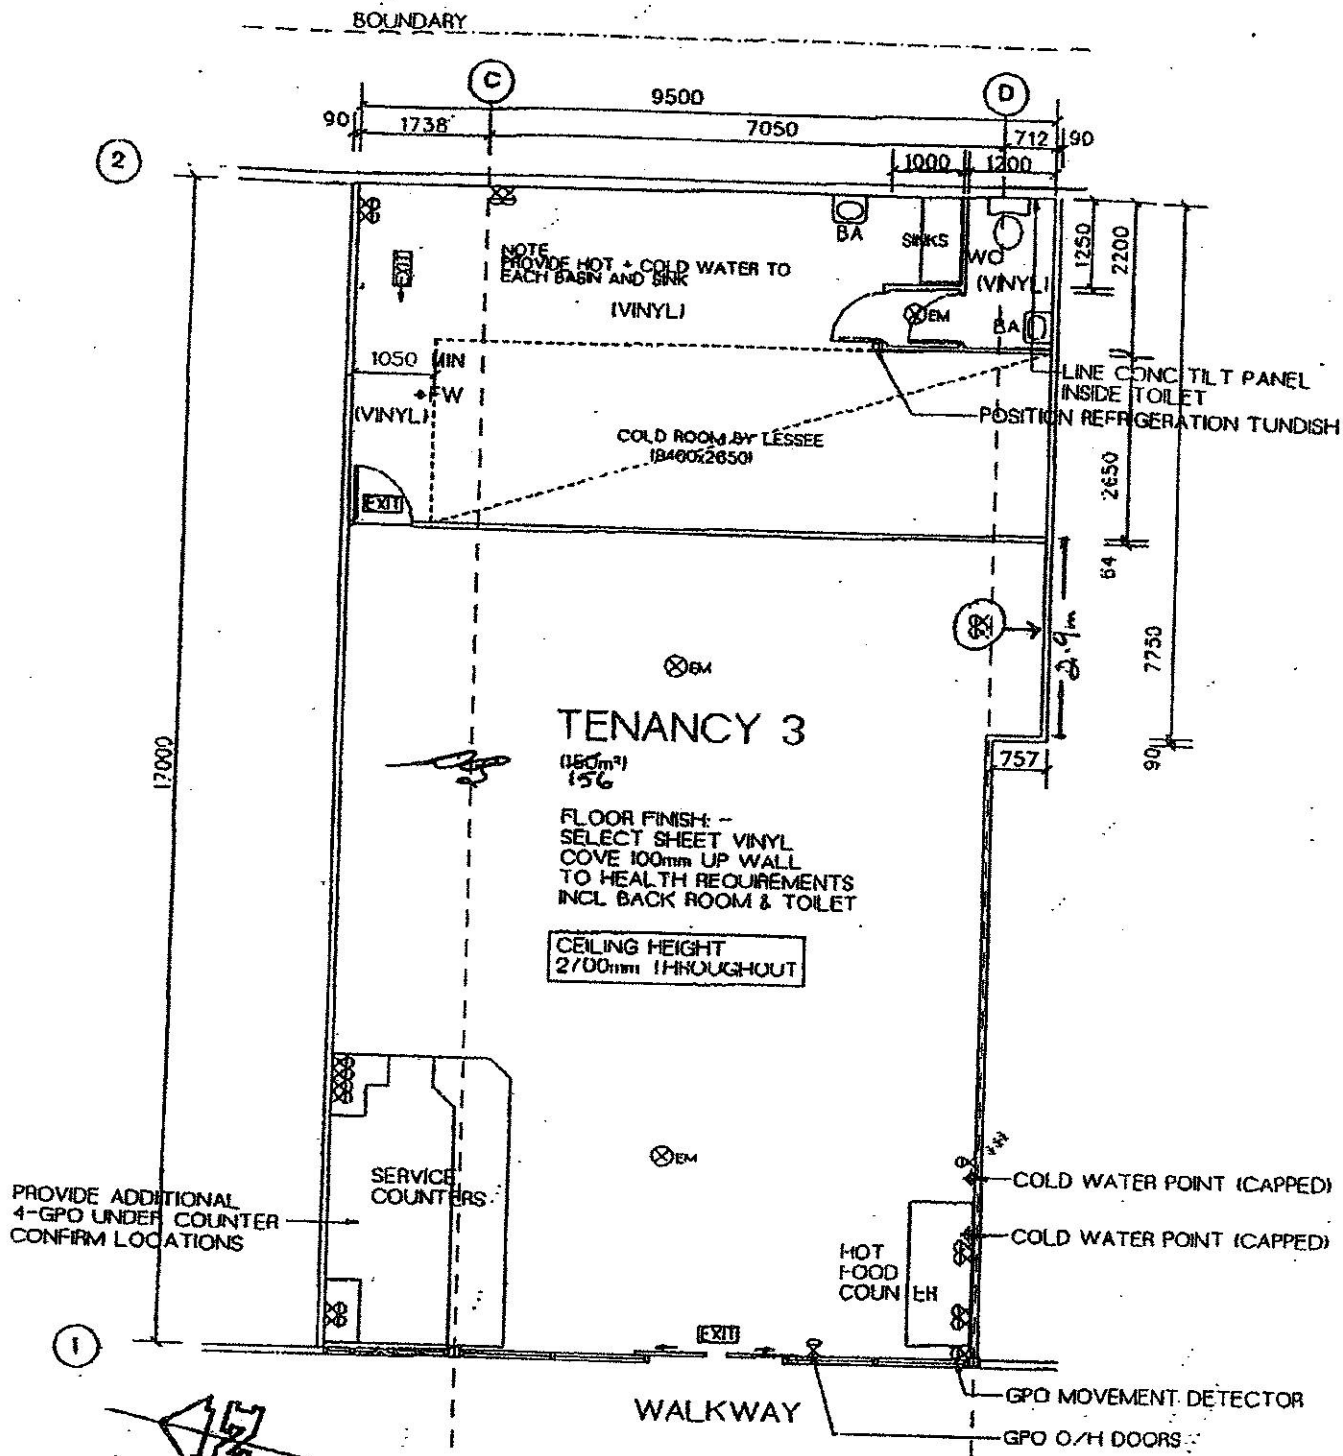 BOUNDARY
C
D
9500
90
1738
7050
712
90
2
1000
1200
BA
SINKS
WC
NOTE
PROVIDE HOT + COLD WATER TO
EACH BASIN AND SINK
(VINYL)
(VINYL)
EXIT
EM
BA
1250
2200
1050 MIN
FW
(VINYL)
LINE CONC TILT PANEL
INSIDE TOILET
POSITION REFRIGERATION TUNDISH
COLD ROOM BY LESSEE
(8400x2650)
EXIT
2650
64
7750
2.9m
EM
TENANCY 3
(150m²)
156
757
90
17000
FLOOR FINISH: -
SELECT SHEET VINYL
COVE 100mm UP WALL
TO HEALTH REQUIREMENTS
INCL BACK ROOM & TOILET
CEILING HEIGHT
2700mm THROUGHOUT
EM
SERVICE
COUNTERS
PROVIDE ADDITIONAL
4-GPO UNDER COUNTER
CONFIRM LOCATIONS
COLD WATER POINT (CAPPED)
COLD WATER POINT (CAPPED)
HOT
FOOD
COUNTER
EXIT
1
WALKWAY
GPO MOVEMENT DETECTOR
GPO O/H DOORS